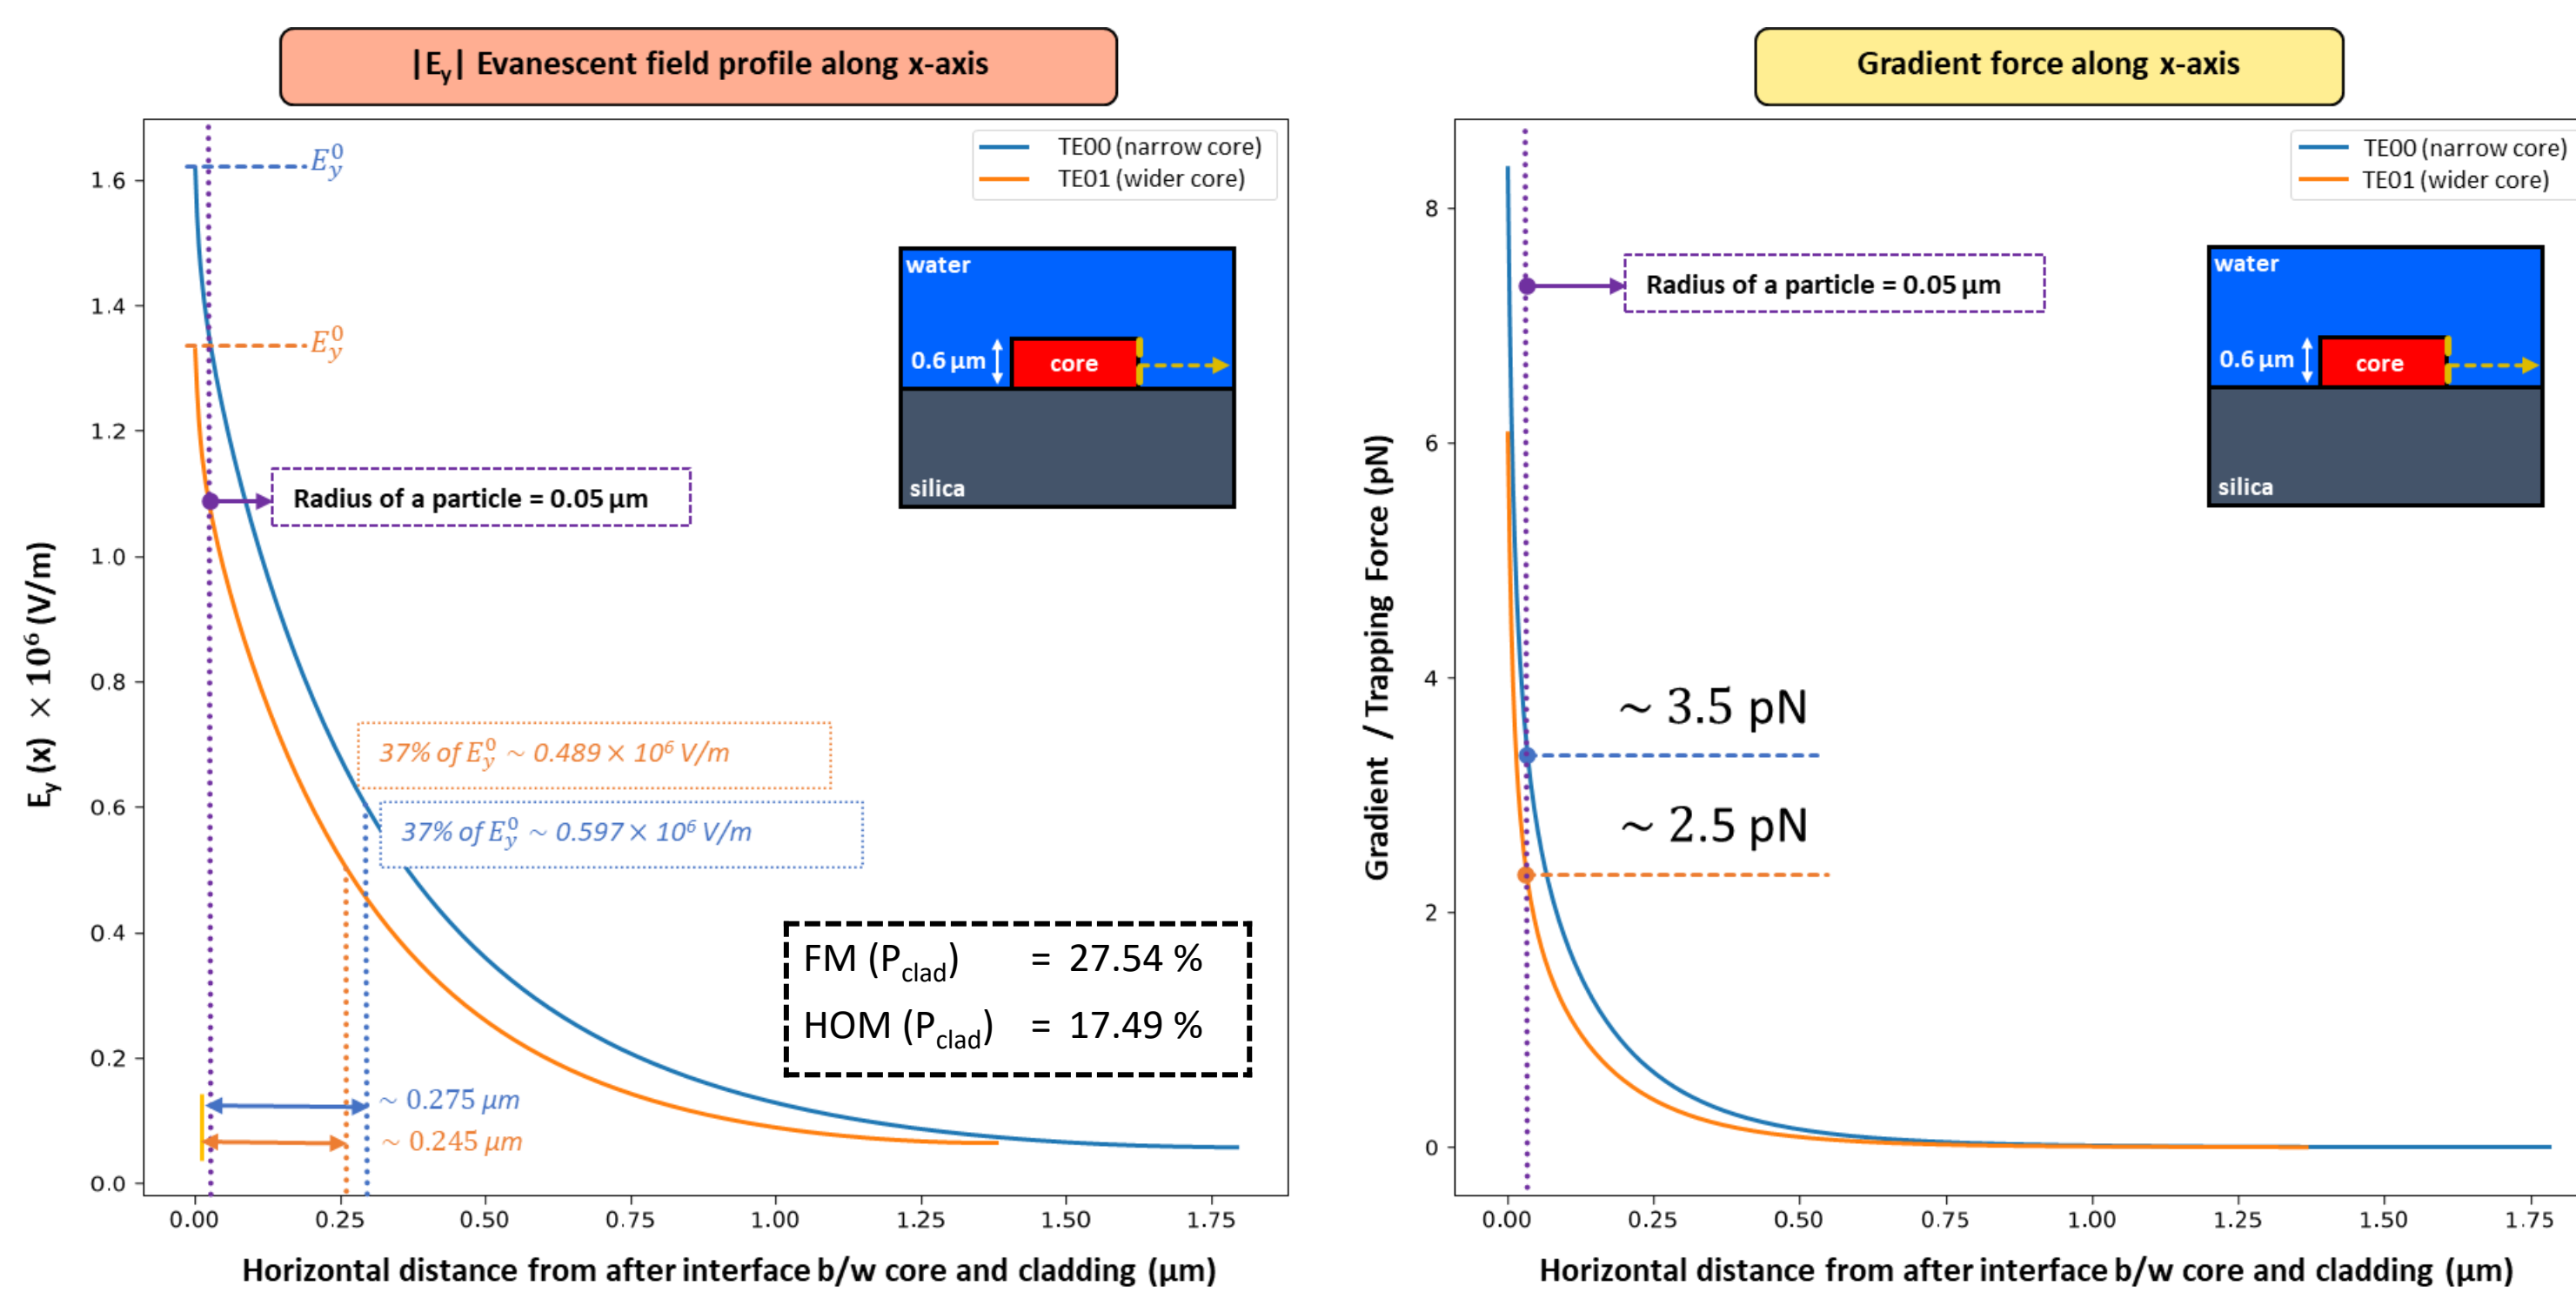 |Ey| Evanescent field profile along x-axis
TE00 (narrow core)
TE01 (wider core)
E⁰y
E⁰y
water
0.6 µm
core
silica
Radius of a particle = 0.05 µm
37% of E⁰y ~ 0.489 × 10⁶ V/m
37% of E⁰y ~ 0.597 × 10⁶ V/m
FM (Pclad) = 27.54 %
HOM (Pclad) = 17.49 %
~ 0.275 µm
~ 0.245 µm
Ey (x) × 10⁶ (V/m)
1.6
1.4
1.2
1.0
0.8
0.6
0.4
0.2
0.0
0.00 0.25 0.50 0.75 1.00 1.25 1.50 1.75
Horizontal distance from after interface b/w core and cladding (µm)
Gradient force along x-axis
TE00 (narrow core)
TE01 (wider core)
Radius of a particle = 0.05 µm
water
0.6 µm
core
silica
~ 3.5 pN
~ 2.5 pN
Gradient / Trapping Force (pN)
8
6
4
2
0
0.00 0.25 0.50 0.75 1.00 1.25 1.50 1.75
Horizontal distance from after interface b/w core and cladding (µm)